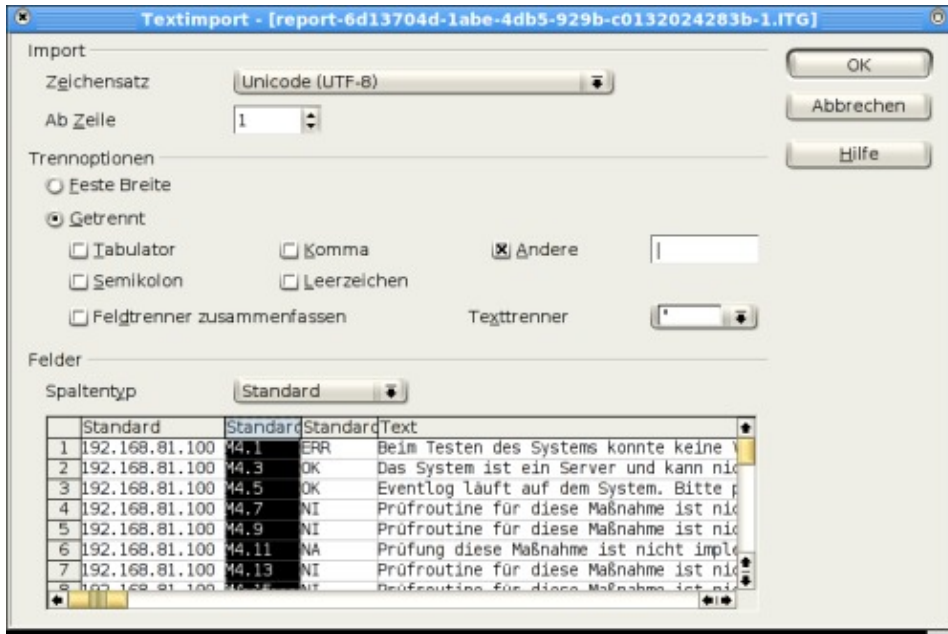 Textimport - [report-6d13704d-1abe-4db5-929b-c0132024283b-1.ITG]
Import
Zeichensatz Unicode (UTF-8)
Ab Zeile 1
OK
Abbrechen
Hilfe
Trennoptionen
Feste Breite
Getrennt
Tabulator Komma Andere |
Semikolon Leerzeichen
Feldtrenner zusammenfassen Texttrenner "
Felder
Spaltentyp Standard
Standard Standard Standard Text
1 192.168.81.100 M4.1 ERR Beim Testen des Systems konnte keine
2 192.168.81.100 M4.3 OK Das System ist ein Server und kann nic
3 192.168.81.100 M4.5 OK Eventlog läuft auf dem System. Bitte p
4 192.168.81.100 M4.7 NI Prüfroutine für diese Maßnahme ist nic
5 192.168.81.100 M4.9 NI Prüfroutine für diese Maßnahme ist nic
6 192.168.81.100 M4.11 NA Prüfung diese Maßnahme ist nicht imple
7 192.168.81.100 M4.13 NI Prüfroutine für diese Maßnahme ist nic